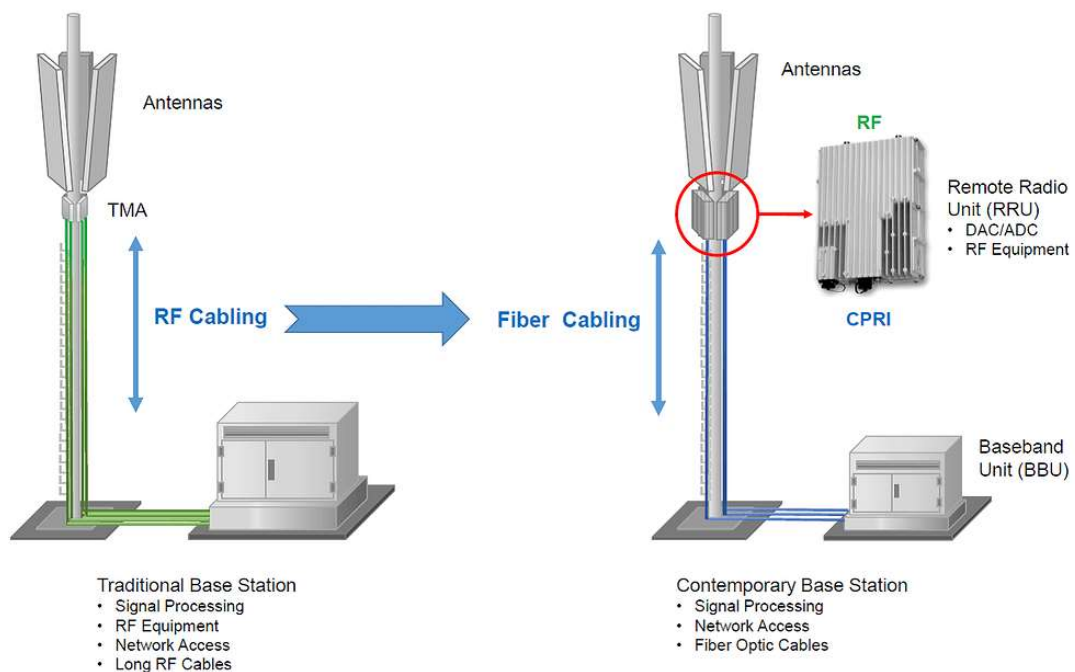 Antennas
TMA
RF Cabling
Traditional Base Station
• Signal Processing
• RF Equipment
• Network Access
• Long RF Cables
Antennas
RF
Remote Radio
Unit (RRU)
• DAC/ADC
• RF Equipment
CPRI
Fiber Cabling
Baseband
Unit (BBU)
Contemporary Base Station
• Signal Processing
• Network Access
• Fiber Optic Cables